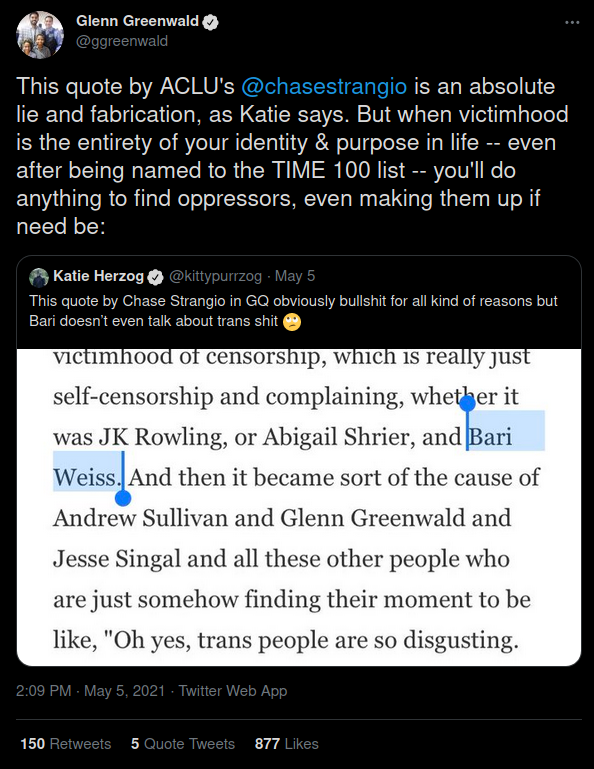 Glenn Greenwald
@ggreenwald
This quote by ACLU's @chasestrangio is an absolute
lie and fabrication, as Katie says. But when victimhood
is the entirety of your identity & purpose in life -- even
after being named to the TIME 100 list -- you'll do
anything to find oppressors, even making them up if
need be:
Katie Herzog @kittypurrzog · May 5
This quote by Chase Strangio in GQ obviously bullshit for all kind of reasons but
Bari doesn't even talk about trans shit 🙄
victimhood of censorship, which is really just
self-censorship and complaining, whether it
was JK Rowling, or Abigail Shrier, and Bari
Weiss. And then it became sort of the cause of
Andrew Sullivan and Glenn Greenwald and
Jesse Singal and all these other people who
are just somehow finding their moment to be
like, "Oh yes, trans people are so disgusting.
2:09 PM · May 5, 2021 · Twitter Web App
150 Retweets 5 Quote Tweets 877 Likes